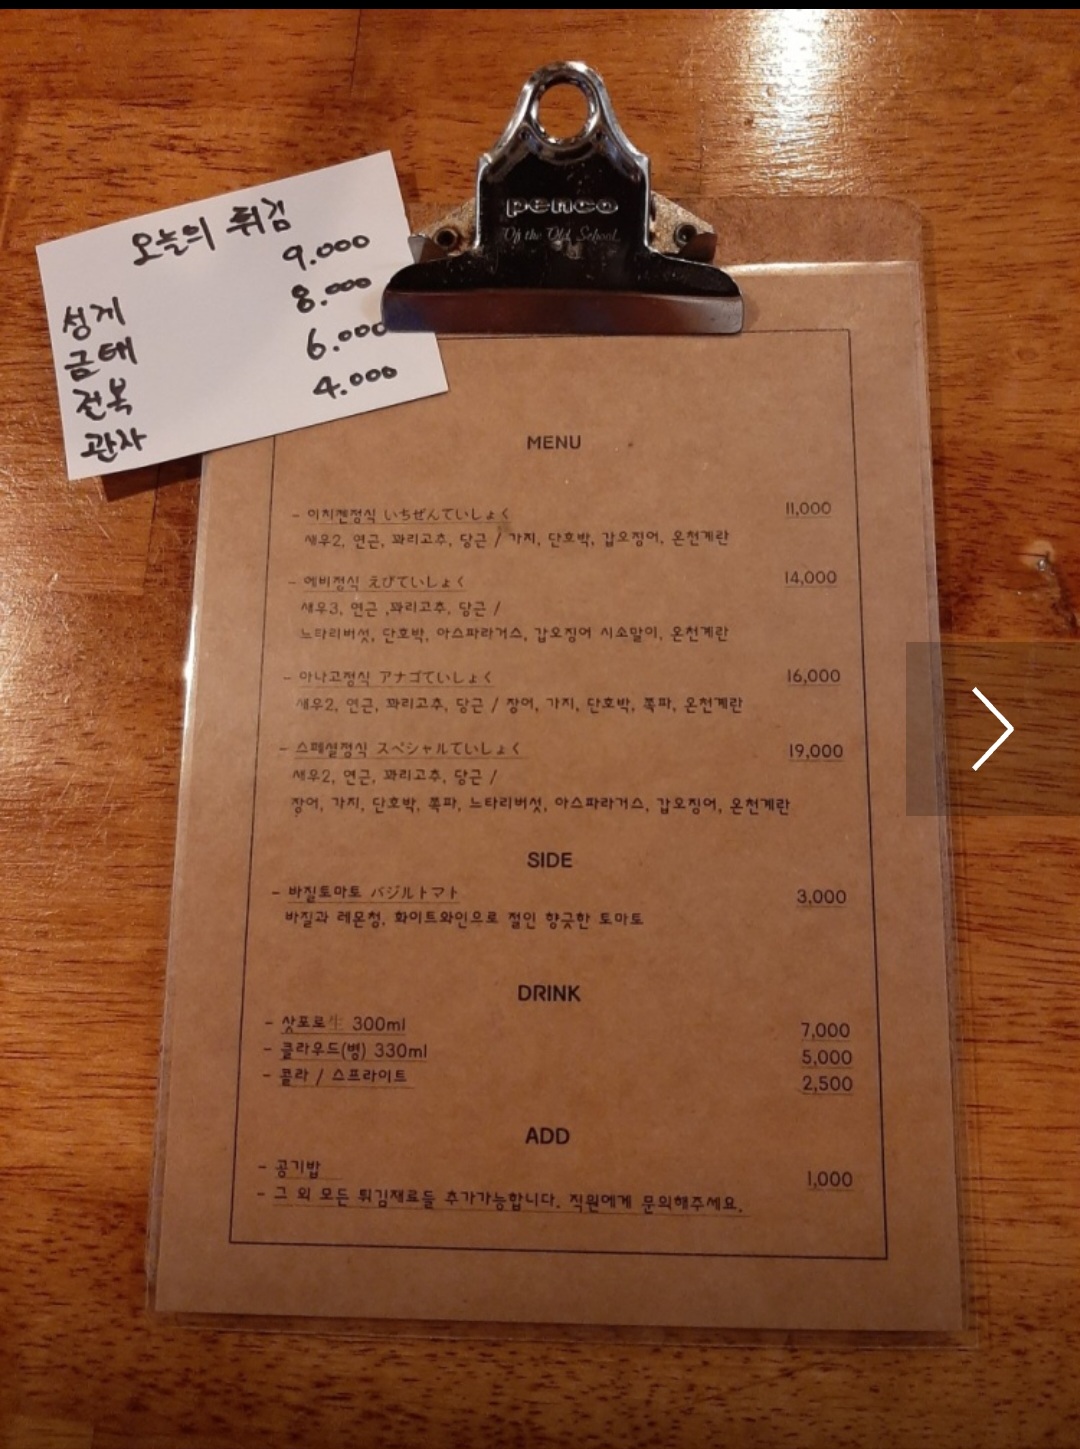 penco
Of the Old School
오늘의 튀김
성게 9.000
금태 8.000
전복 6.000
관자 4.000
MENU
- 이치젠정식 いちぜんていしょく 11,000
새우2, 연근, 꽈리고추, 당근 / 가지, 단호박, 갑오징어, 온천계란
- 에비정식 えびていしょく 14,000
새우3, 연근 ,꽈리고추, 당근 /
느타리버섯, 단호박, 아스파라거스, 갑오징어 시소말이, 온천계란
- 아나고정식 アナゴていしょく 16,000
새우2, 연근, 꽈리고추, 당근 / 장어, 가지, 단호박, 쪽파, 온천계란
- 스페셜정식 スペシャルていしょく 19,000
새우2, 연근, 꽈리고추, 당근 /
장어, 가지, 단호박, 쪽파, 느타리버섯, 아스파라거스, 갑오징어, 온천계란
SIDE
- 바질토마토 バジルトマト 3,000
바질과 레몬청, 화이트와인으로 절인 향긋한 토마토
DRINK
- 삿포로生 300ml 7,000
- 클라우드(병) 330ml 5,000
- 콜라 / 스프라이트 2,500
ADD
- 공기밥 1,000
- 그 외 모든 튀김재료들 추가가능합니다. 직원에게 문의해주세요.